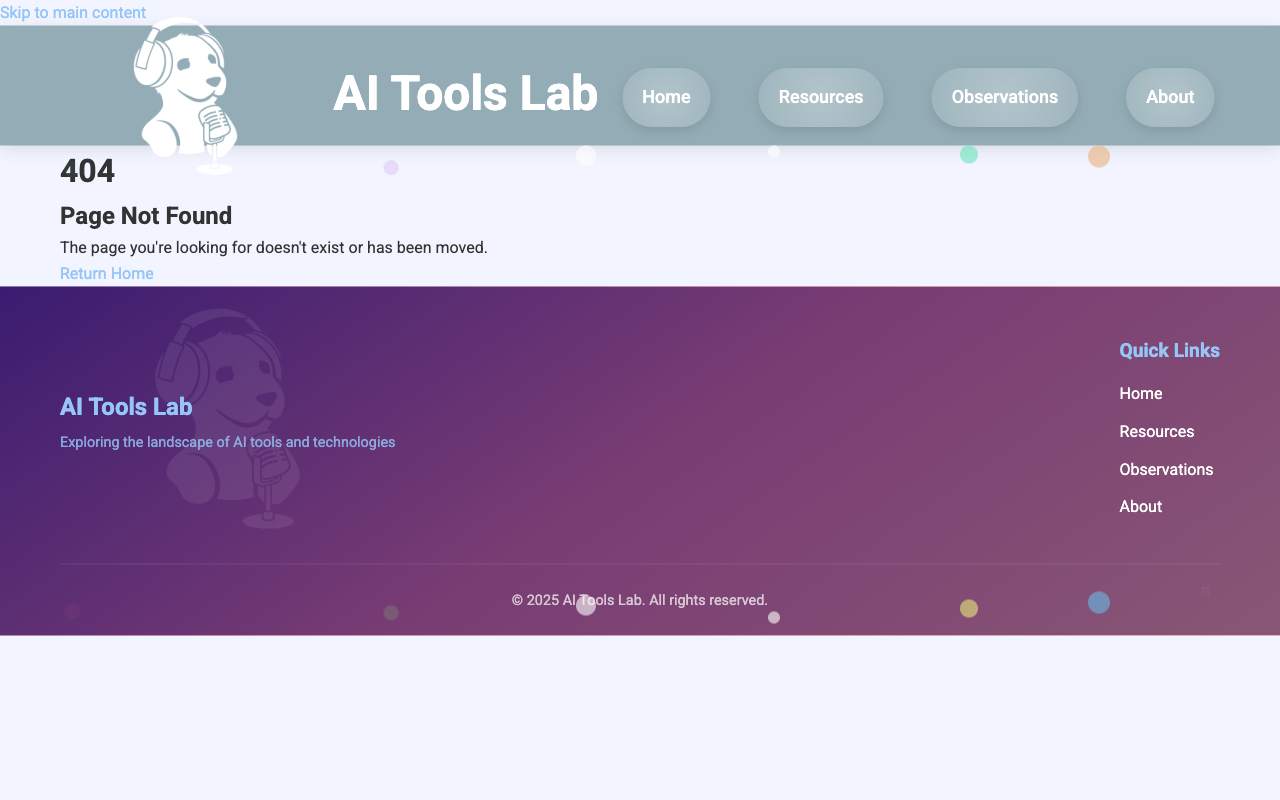 Skip to main content
AI Tools Lab
Home
Resources
Observations
About
404
Page Not Found
The page you're looking for doesn't exist or has been moved.
Return Home
AI Tools Lab
Exploring the landscape of AI tools and technologies
Quick Links
Home
Resources
Observations
About
© 2025 AI Tools Lab. All rights reserved.